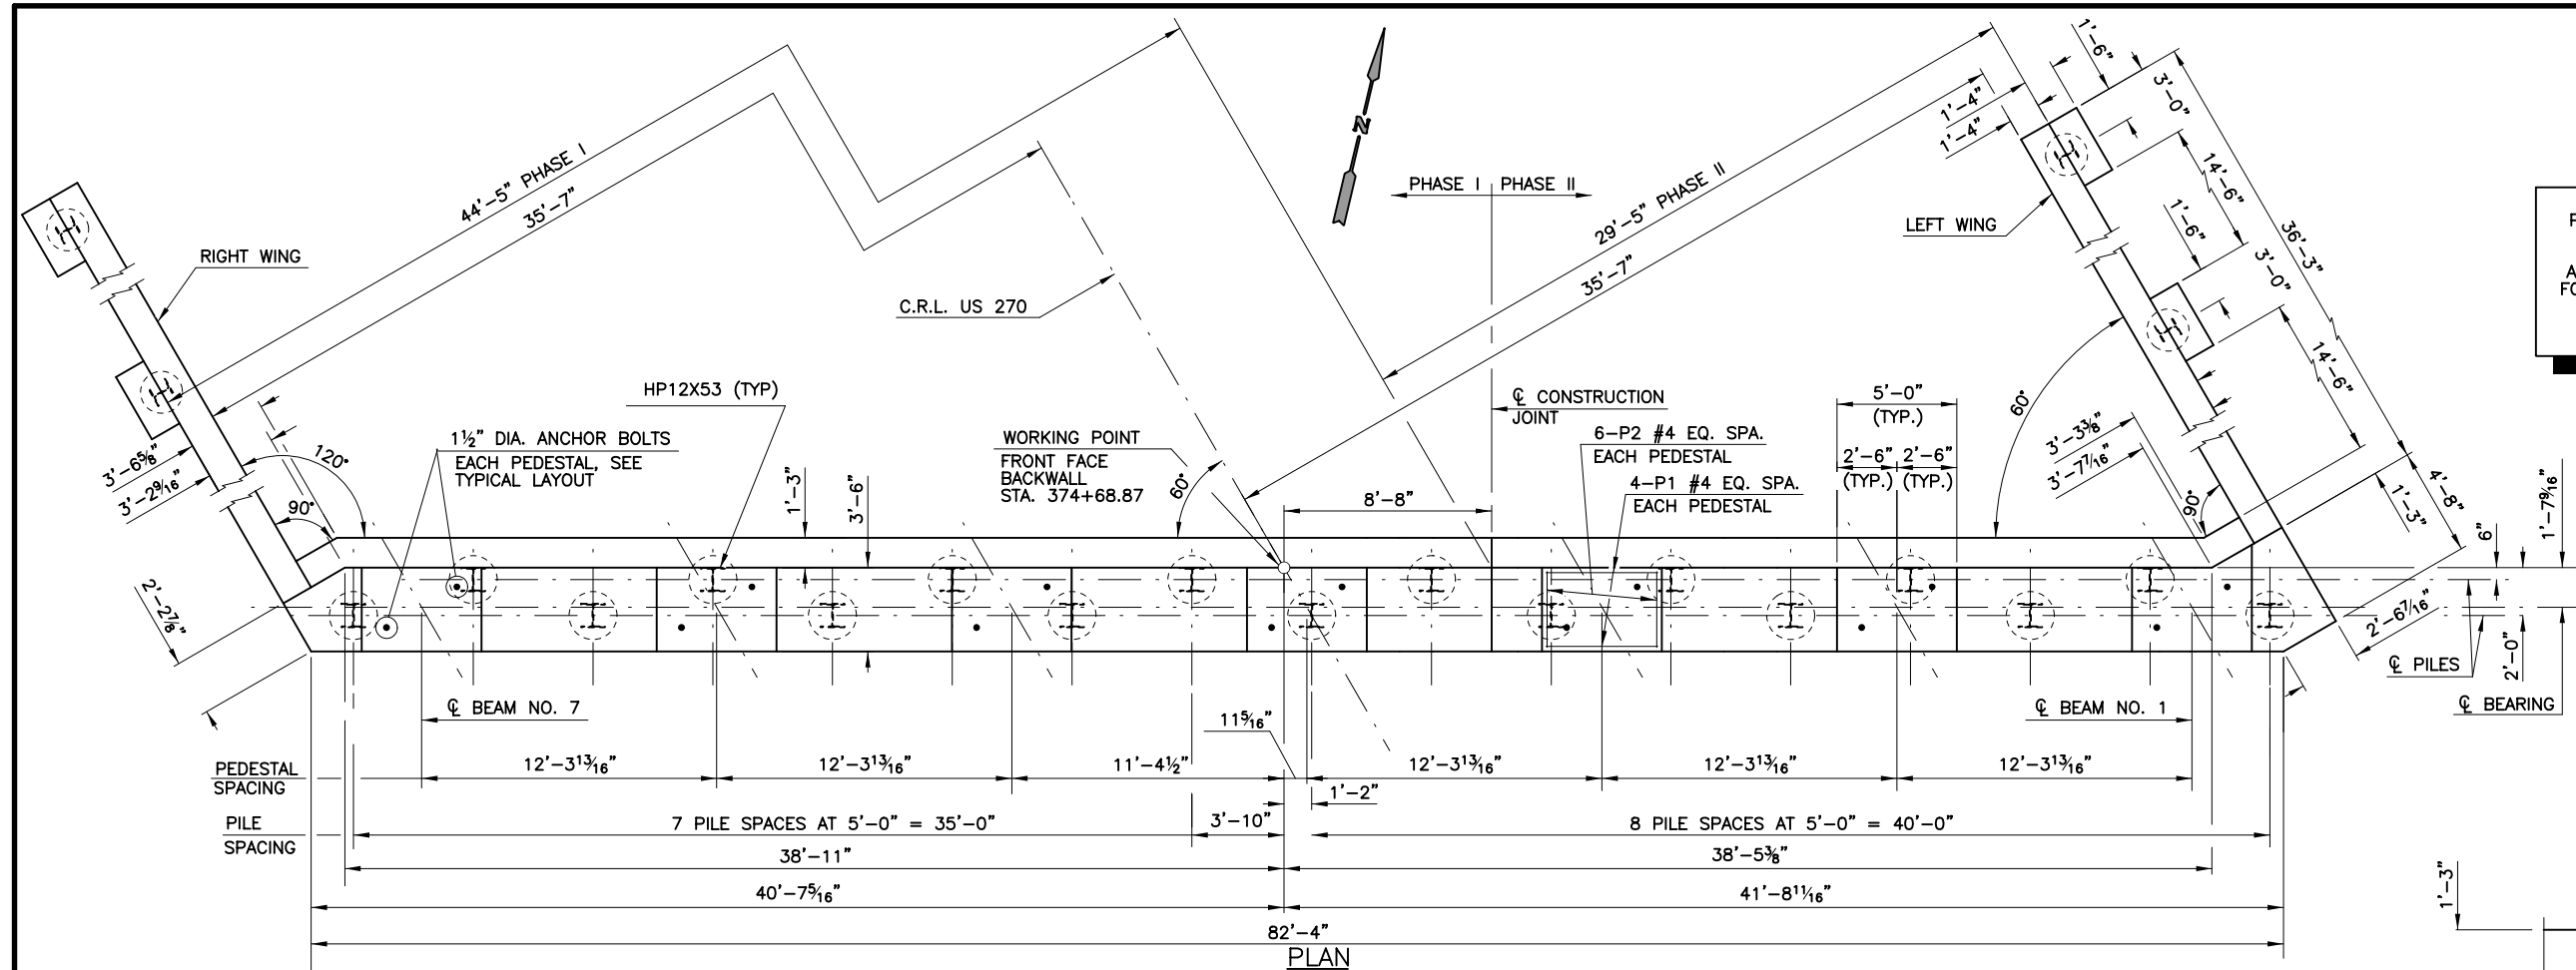 44'-5" PHASE I
35'-7"
N
PHASE I
PHASE II
29'-5" PHASE II
35'-7"
1'-4"
1'-4"
1'-6"
3'-0"
14'-6"
1'-6"
36'-3"
3'-0"
14'-6"
LEFT WING
RIGHT WING
C.R.L. US 270
HP12X53 (TYP)
1½" DIA. ANCHOR BOLTS
EACH PEDESTAL, SEE
TYPICAL LAYOUT
WORKING POINT
FRONT FACE
BACKWALL
STA. 374+68.87
℄ CONSTRUCTION
JOINT
6-P2 #4 EQ. SPA.
EACH PEDESTAL
4-P1 #4 EQ. SPA.
EACH PEDESTAL
5'-0"
(TYP.)
2'-6"
(TYP.)
2'-6"
(TYP.)
60°
3'-3⅜"
3'-7⁷⁄₁₆"
90°
4'-8"
1'-3"
6"
1'-7⁹⁄₁₆"
3'-6⅝"
3'-2⁹⁄₁₆"
120°
90°
1'-3"
3'-6"
60°
8'-8"
2'-2⅞"
2'-6⁷⁄₁₆"
2'-0"
℄ PILES
℄ BEARING
℄ BEAM NO. 7
℄ BEAM NO. 1
11⁵⁄₁₆"
PEDESTAL
SPACING
12'-3¹³⁄₁₆"
12'-3¹³⁄₁₆"
11'-4½"
12'-3¹³⁄₁₆"
12'-3¹³⁄₁₆"
12'-3¹³⁄₁₆"
1'-2"
PILE
SPACING
7 PILE SPACES AT 5'-0" = 35'-0"
3'-10"
8 PILE SPACES AT 5'-0" = 40'-0"
38'-11"
38'-5⅜"
40'-7⁵⁄₁₆"
41'-8¹¹⁄₁₆"
82'-4"
PLAN
1'-3"